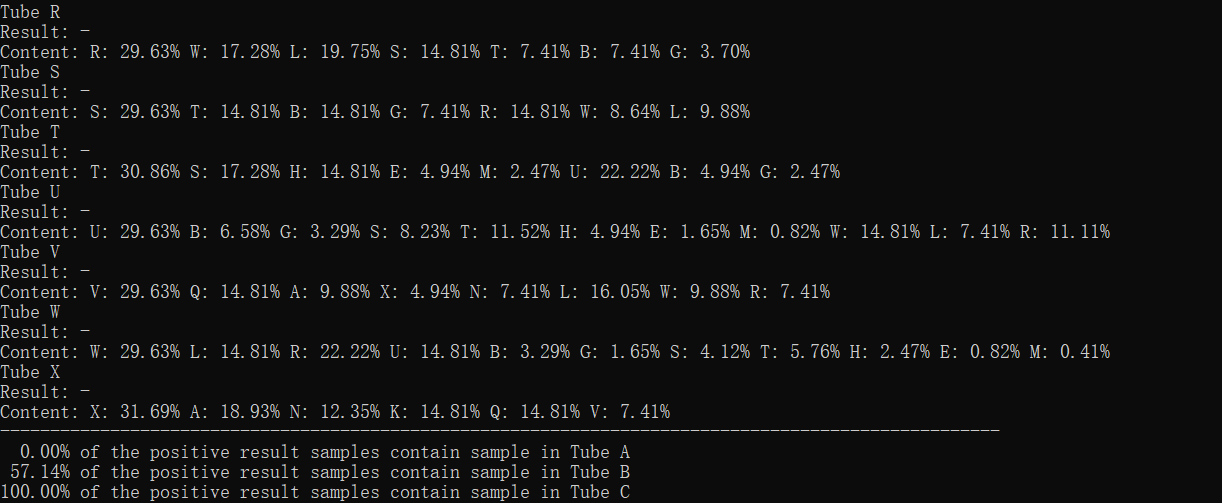 Tube R
Result: -
Content: R: 29.63% W: 17.28% L: 19.75% S: 14.81% T: 7.41% B: 7.41% G: 3.70%
Tube S
Result: -
Content: S: 29.63% T: 14.81% B: 14.81% G: 7.41% R: 14.81% W: 8.64% L: 9.88%
Tube T
Result: -
Content: T: 30.86% S: 17.28% H: 14.81% E: 4.94% M: 2.47% U: 22.22% B: 4.94% G: 2.47%
Tube U
Result: -
Content: U: 29.63% B: 6.58% G: 3.29% S: 8.23% T: 11.52% H: 4.94% E: 1.65% M: 0.82% W: 14.81% L: 7.41% R: 11.11%
Tube V
Result: -
Content: V: 29.63% Q: 14.81% A: 9.88% X: 4.94% N: 7.41% L: 16.05% W: 9.88% R: 7.41%
Tube W
Result: -
Content: W: 29.63% L: 14.81% R: 22.22% U: 14.81% B: 3.29% G: 1.65% S: 4.12% T: 5.76% H: 2.47% E: 0.82% M: 0.41%
Tube X
Result: -
Content: X: 31.69% A: 18.93% N: 12.35% K: 14.81% Q: 14.81% V: 7.41%
----------------------------------------------------------------------------------------------------
0.00% of the positive result samples contain sample in Tube A
57.14% of the positive result samples contain sample in Tube B
100.00% of the positive result samples contain sample in Tube C